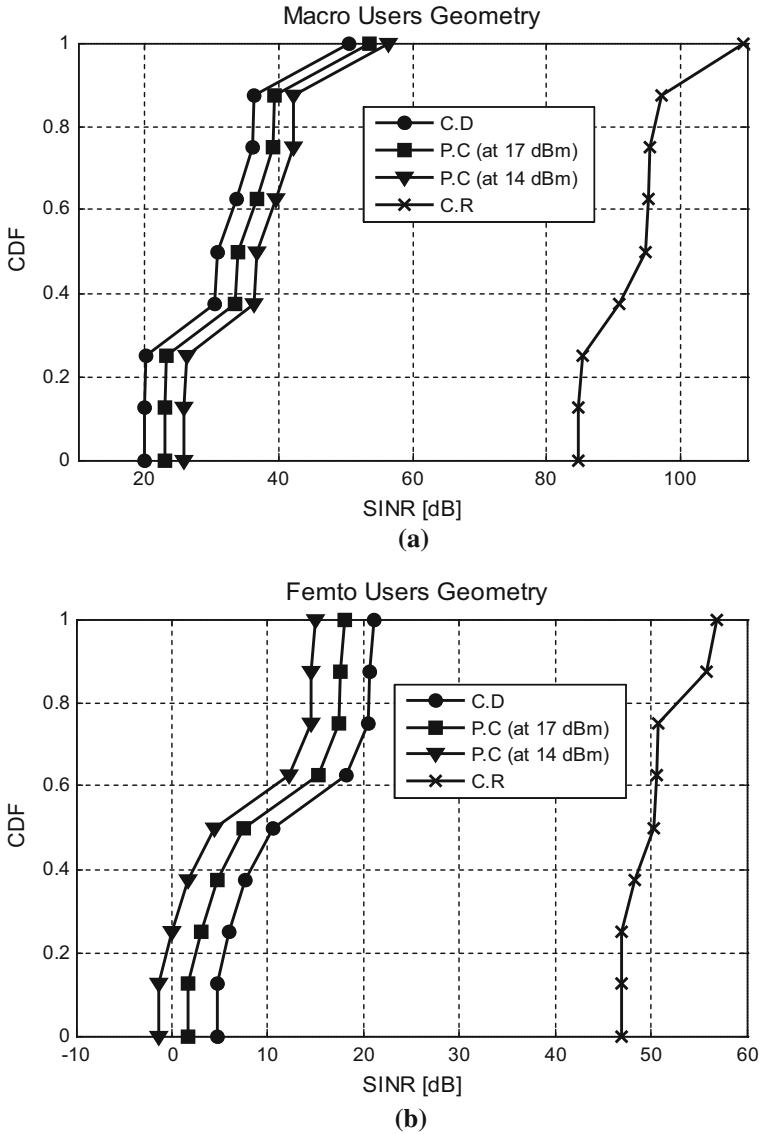 Macro Users Geometry
1
0.8
0.6
0.4
0.2
0
CDF
C.D
P.C (at 17 dBm)
P.C (at 14 dBm)
C.R
20
40
60
80
100
SINR [dB]
(a)
Femto Users Geometry
1
0.8
0.6
0.4
0.2
0
CDF
C.D
P.C (at 17 dBm)
P.C (at 14 dBm)
C.R
-10
0
10
20
30
40
50
60
SINR [dB]
(b)